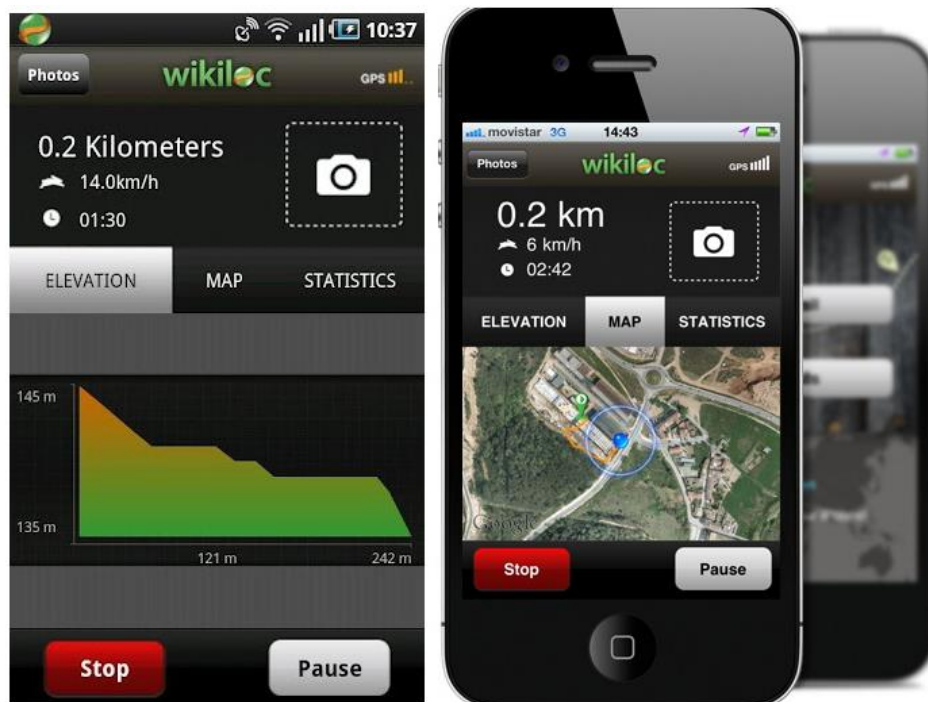 10:37
Photos
wikiloc
GPS
0.2 Kilometers
14.0km/h
01:30
ELEVATION MAP STATISTICS
145 m
135 m
121 m 242 m
Stop Pause
movistar 3G 14:43
Photos
wikiloc
GPS
0.2 km
6 km/h
02:42
ELEVATION MAP STATISTICS
Google
Stop Pause